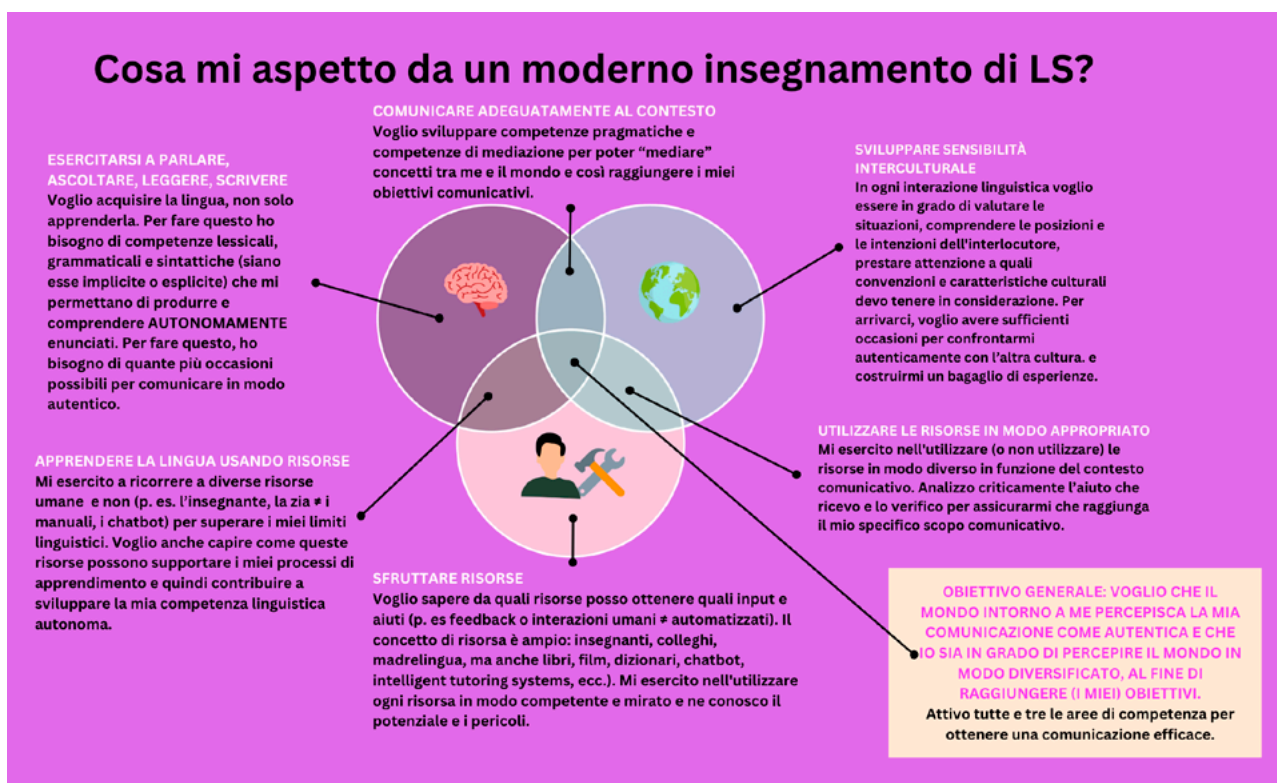 Cosa mi aspetto da un moderno insegnamento di LS?
COMUNICARE ADEGUATAMENTE AL CONTESTO
Voglio sviluppare competenze pragmatiche e
competenze di mediazione per poter “mediare”
concetti tra me e il mondo e così raggiungere i miei
obiettivi comunicativi.
ESERCITARSI A PARLARE,
ASCOLTARE, LEGGERE, SCRIVERE
Voglio acquisire la lingua, non solo
apprenderla. Per fare questo ho
bisogno di competenze lessicali,
grammaticali e sintattiche (siano
esse implicite o esplicite) che mi
permettano di produrre e
comprendere AUTONOMAMENTE
enunciati. Per fare questo, ho
bisogno di quante più occasioni
possibili per comunicare in modo
autentico.
SVILUPPARE SENSIBILITÀ
INTERCULTURALE
In ogni interazione linguistica voglio
essere in grado di valutare le
situazioni, comprendere le posizioni e
le intenzioni dell'interlocutore,
prestare attenzione a quali
convenzioni e caratteristiche culturali
devo tenere in considerazione. Per
arrivarci, voglio avere sufficienti
occasioni per confrontarmi
autenticamente con l’altra cultura. e
costruirmi un bagaglio di esperienze.
APPRENDERE LA LINGUA USANDO RISORSE
Mi esercito a ricorrere a diverse risorse
umane e non (p. es. l’insegnante, la zia ≠ i
manuali, i chatbot) per superare i miei limiti
linguistici. Voglio anche capire come queste
risorse possono supportare i miei processi di
apprendimento e quindi contribuire a
sviluppare la mia competenza linguistica
autonoma.
UTILIZZARE LE RISORSE IN MODO APPROPRIATO
Mi esercito nell'utilizzare (o non utilizzare) le
risorse in modo diverso in funzione del contesto
comunicativo. Analizzo criticamente l’aiuto che
ricevo e lo verifico per assicurarmi che raggiunga
il mio specifico scopo comunicativo.
SFRUTTARE RISORSE
Voglio sapere da quali risorse posso ottenere quali input e
aiuti (p. es feedback o interazioni umani ≠ automatizzati). Il
concetto di risorsa è ampio: insegnanti, colleghi,
madrelingua, ma anche libri, film, dizionari, chatbot,
intelligent tutoring systems, ecc.). Mi esercito nell'utilizzare
ogni risorsa in modo competente e mirato e ne conosco il
potenziale e i pericoli.
OBIETTIVO GENERALE: VOGLIO CHE IL
MONDO INTORNO A ME PERCEPISCA LA MIA
COMUNICAZIONE COME AUTENTICA E CHE
IO SIA IN GRADO DI PERCEPIRE IL MONDO IN
MODO DIVERSIFICATO, AL FINE DI
RAGGIUNGERE (I MIEI) OBIETTIVI.
Attivo tutte e tre le aree di competenza per
ottenere una comunicazione efficace.